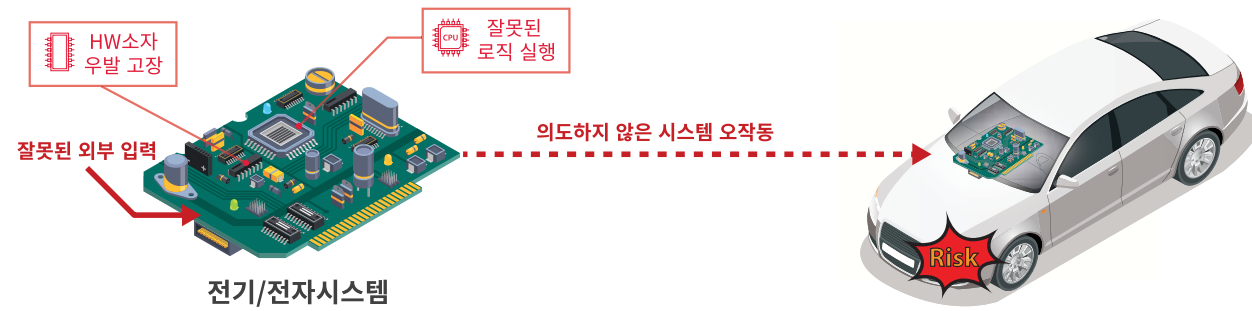 HW소자
우발 고장
CPU
잘못된
로직 실행
잘못된 외부 입력
의도하지 않은 시스템 오작동
Risk
전기/전자시스템